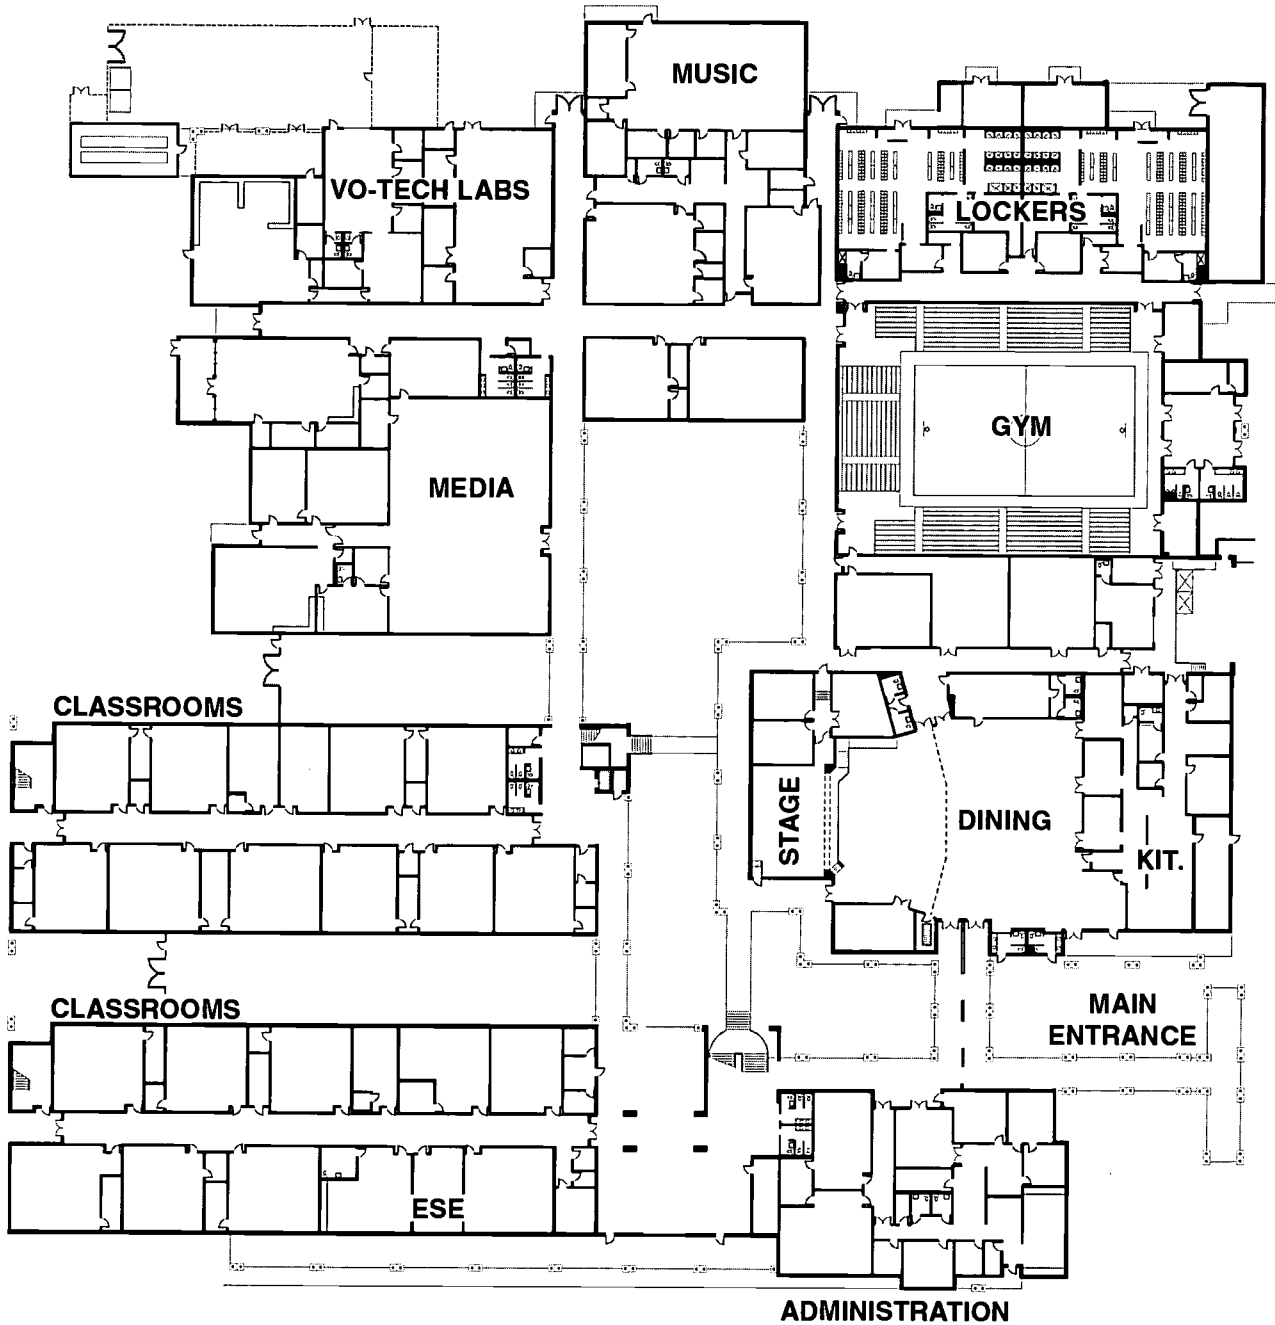 MUSIC
VO-TECH LABS
LOCKERS
GYM
MEDIA
CLASSROOMS
STAGE
DINING
KIT.
CLASSROOMS
MAIN
ENTRANCE
ESE
ADMINISTRATION